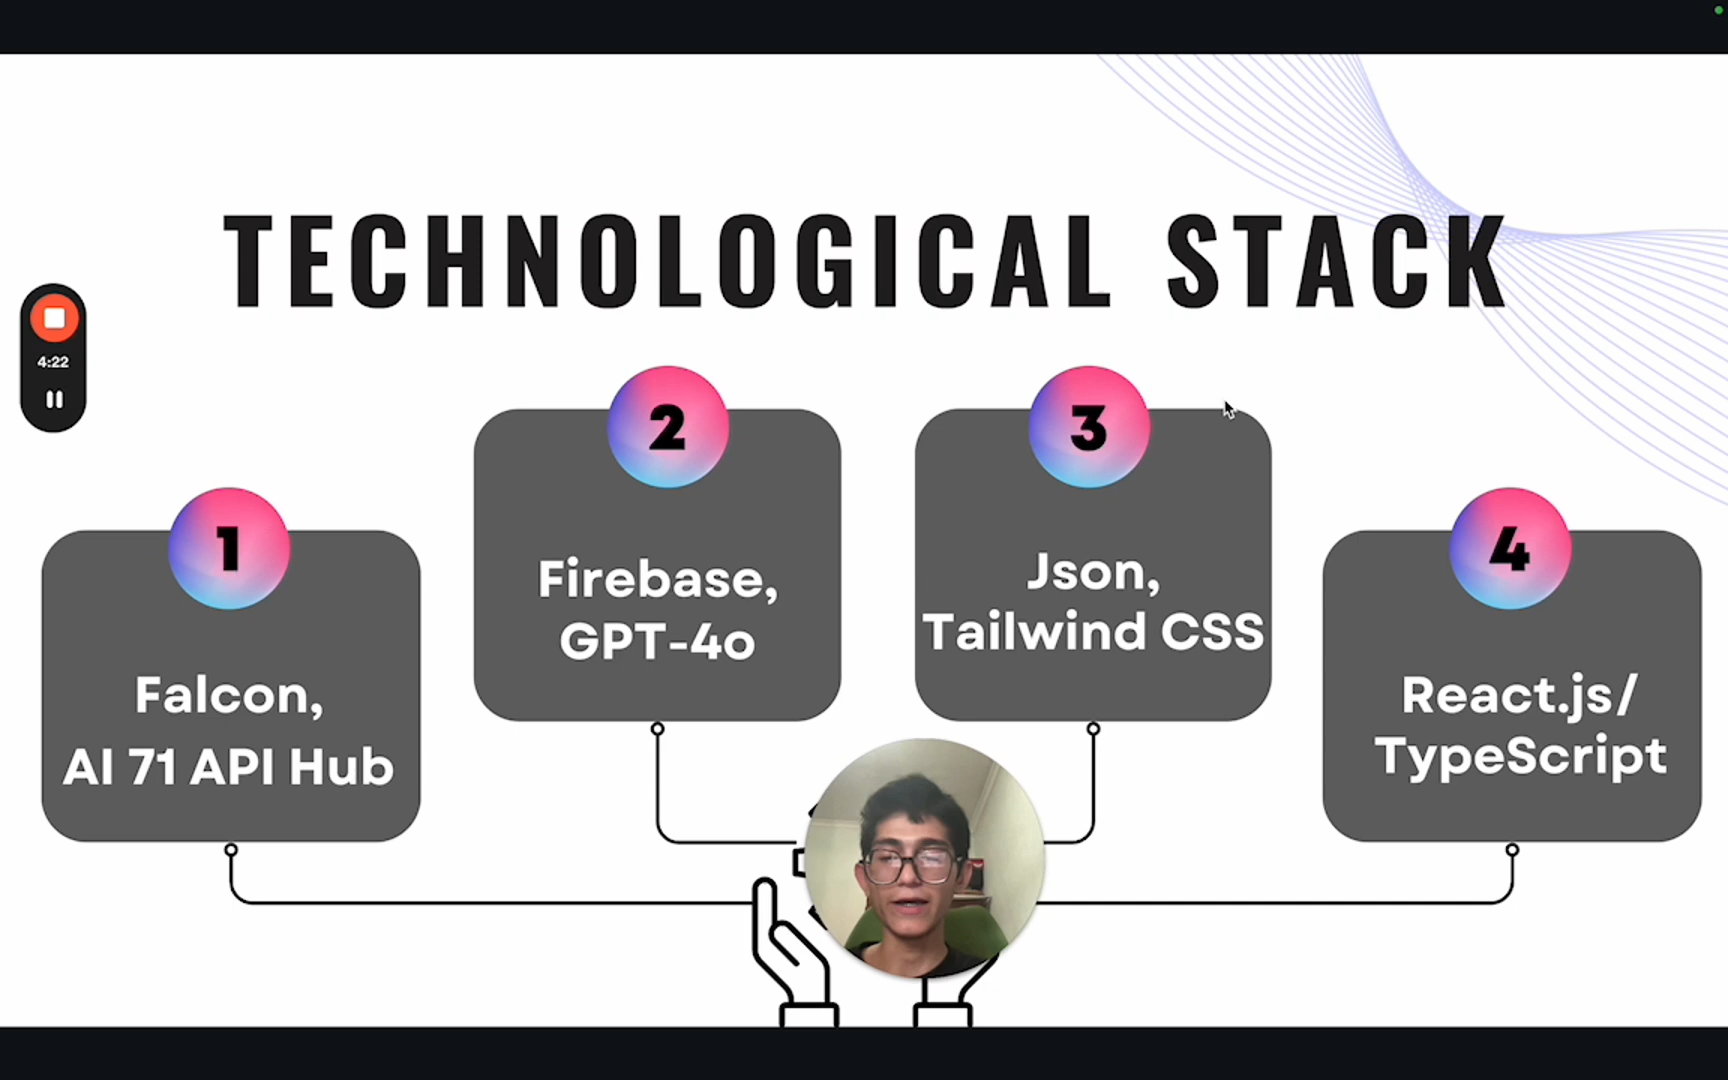 TECHNOLOGICAL STACK
4:22
1
Falcon,
AI 71 API Hub
2
Firebase,
GPT-4o
3
Json,
Tailwind CSS
4
React.js/
TypeScript